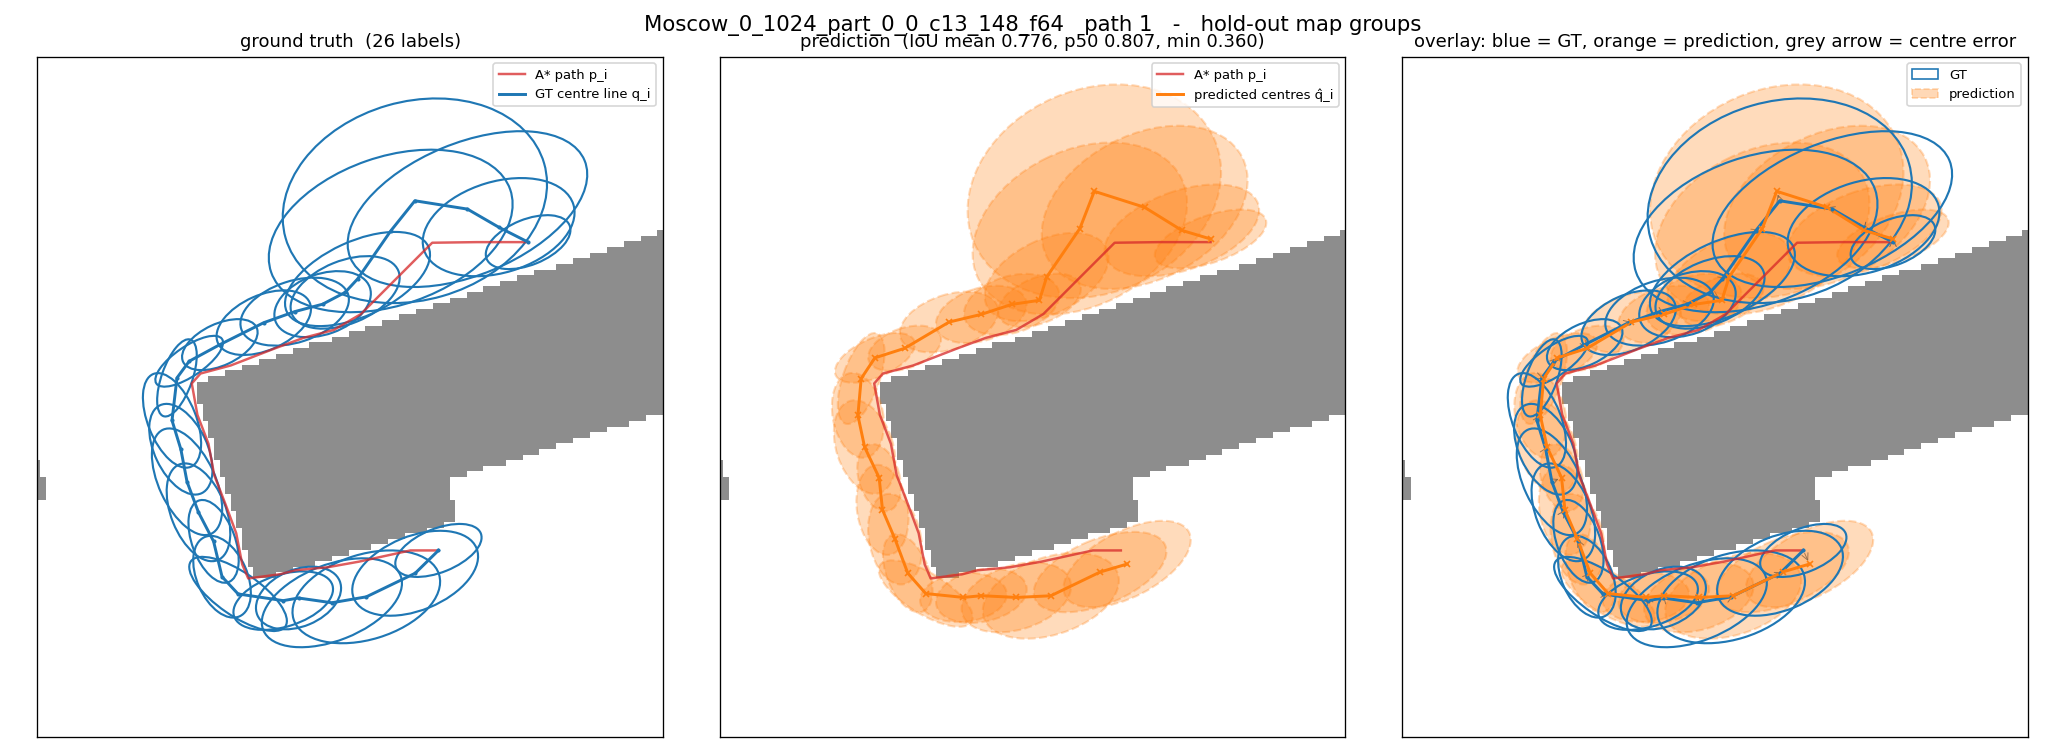 Moscow_0_1024_part_0_0_c13_148_f64   path 1   -   hold-out map groups
ground truth  (26 labels)
A* path p_i
GT centre line q_i
prediction  (IoU mean 0.776, p50 0.807, min 0.360)
A* path p_i
predicted centres q̂_i
overlay: blue = GT, orange = prediction, grey arrow = centre error
GT
prediction